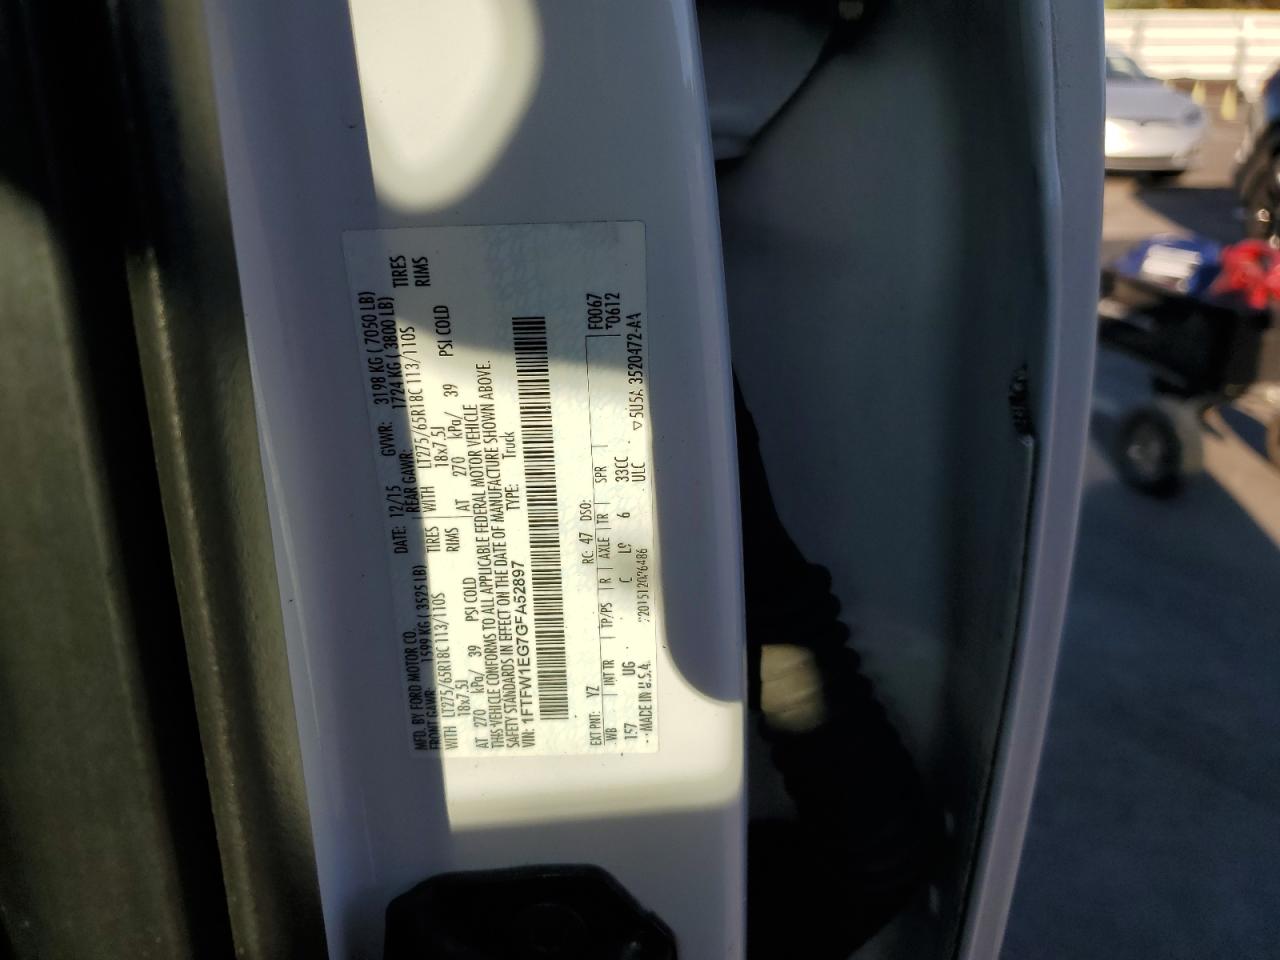 MFD. BY FORD MOTOR CO.
DATE: 12/15 GVWR: 3198 KG ( 7050 LB)
FRONT GAWR: 1599 KG ( 3525 LB) REAR GAWR: 1724 KG ( 3800 LB)
WITH LT275/65R18C 113/110S TIRES WITH LT275/65R18C 113/110S TIRES
18x7.5J RIMS 18x7.5J RIMS
AT 270 kPa/ 39 PSI COLD AT 270 kPa/ 39 PSI COLD
THIS VEHICLE CONFORMS TO ALL APPLICABLE FEDERAL MOTOR VEHICLE
SAFETY STANDARDS IN EFFECT ON THE DATE OF MANUFACTURE SHOWN ABOVE.
VIN: 1FTFW1EG7GFA52897 TYPE: Truck
F0067
T0612
EXT PNT: YZ RC: 47 DSO:
WB INT TR TP/PS R AXLE TR SPR
157 UG C L9 6 33CC
MADE IN U.S.A. ULC
▽5U5A 3520472-AA